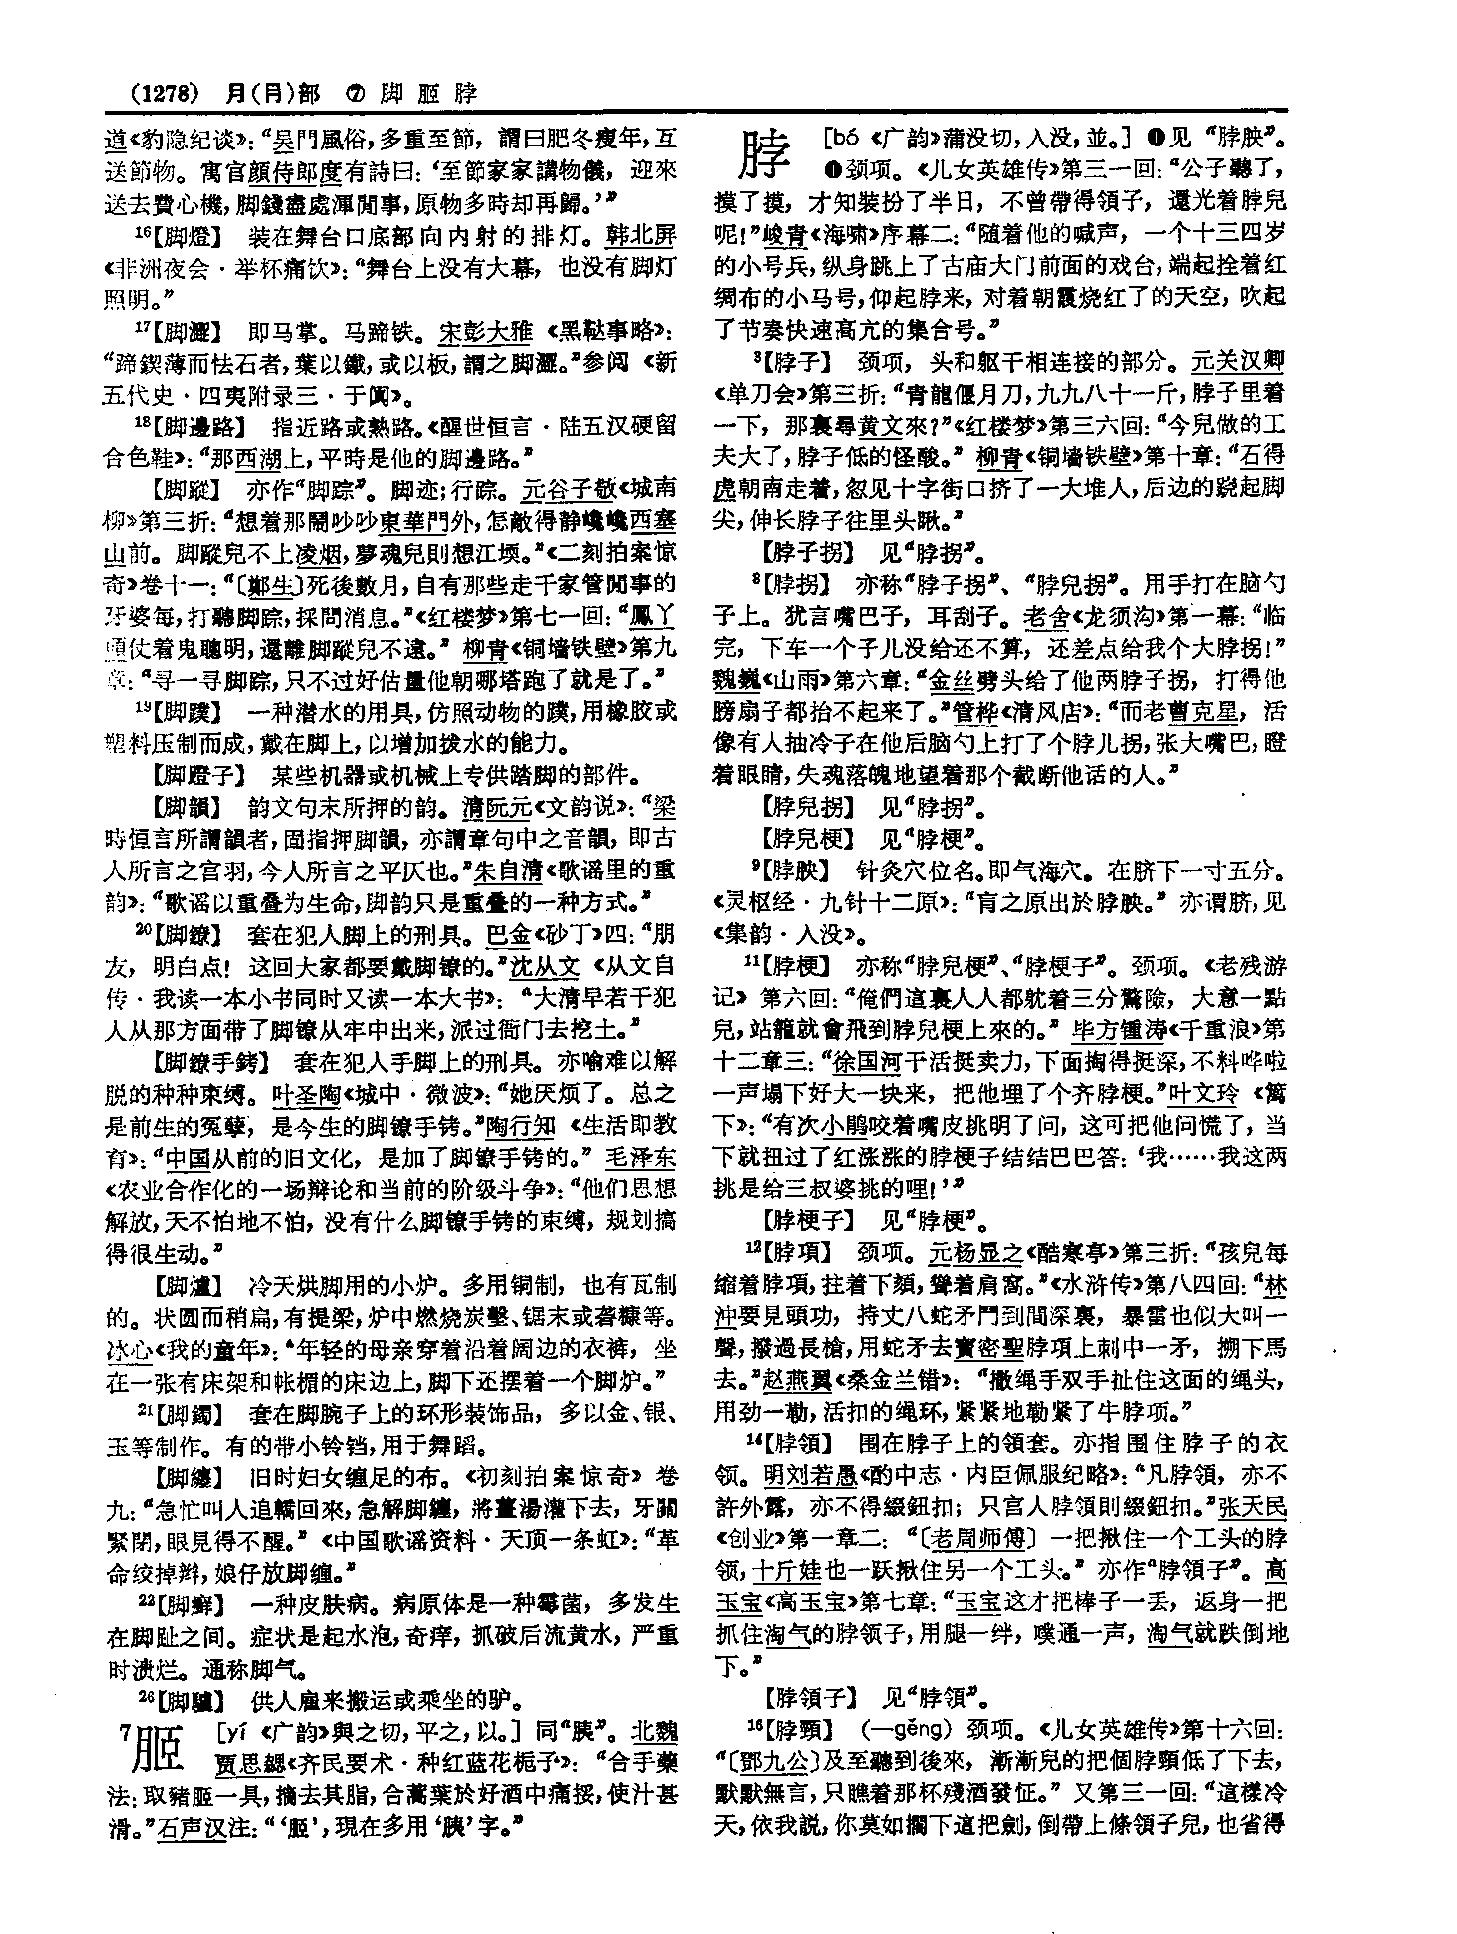 (1278) 月(⺼)部 ⑦ 脚 脭 脖
道《豹隐纪谈》：“吴門風俗，多重至節，謂曰肥冬瘦年，互
送節物。寓官顔侍郎度有詩曰：‘至節家家講物儀，迎來
送去費心機，脚錢盡處渾閒事，原物多時却再歸。’”
16【脚燈】 装在舞台口底部向内射的排灯。韩北屏
《非洲夜会·举杯痛饮》：“舞台上没有大幕，也没有脚灯
照明。”
17【脚澀】 即马掌。马蹄铁。宋彭大雅《黑鞑事略》：
“蹄鍥薄而怯石者，葉以鐵，或以板，謂之脚澀。”参阅《新
五代史·四夷附录三·于阗》。
18【脚邊路】 指近路或熟路。《醒世恒言·陆五汉硬留
合色鞋》：“那西湖上，平時是他的脚邊路。”
【脚蹤】 亦作“脚踪”。脚迹；行踪。元谷子敬《城南
柳》第三折：“想着那鬧吵吵東華門外，怎敵得静巉巉西塞
山前。脚蹤兒不上凌烟，夢魂兒則想江堧。”《二刻拍案惊
奇》卷十一：“〔鄭生〕死後數月，自有那些走千家管閒事的
牙婆每，打聽脚踪，採問消息。”《红楼梦》第七一回：“鳳丫
頭仗着鬼聰明，還離脚蹤兒不遠。” 柳青《铜墙铁壁》第九
章：“寻一寻脚踪，只不过好估量他朝哪塔跑了就是了。”
19【脚蹼】 一种潜水的用具，仿照动物的蹼，用橡胶或
塑料压制而成，戴在脚上，以增加拨水的能力。
【脚蹬子】 某些机器或机械上专供踏脚的部件。
【脚韻】 韵文句末所押的韵。清阮元《文韵说》：“梁
時恒言所謂韻者，固指押脚韻，亦謂章句中之音韻，即古
人所言之宫羽，今人所言之平仄也。”朱自清《歌谣里的重
韵》：“歌谣以重叠为生命，脚韵只是重叠的一种方式。”
20【脚鐐】 套在犯人脚上的刑具。巴金《砂丁》四：“朋
友，明白点！这回大家都要戴脚镣的。”沈从文《从文自
传·我读一本小书同时又读一本大书》：“大清早若干犯
人从那方面带了脚镣从牢中出来，派过衙门去挖土。”
【脚鐐手銬】 套在犯人手脚上的刑具。亦喻难以解
脱的种种束缚。叶圣陶《城中·微波》：“她厌烦了。总之
是前生的冤孽，是今生的脚镣手铐。”陶行知《生活即教
育》：“中国从前的旧文化，是加了脚镣手铐的。” 毛泽东
《农业合作化的一场辩论和当前的阶级斗争》：“他们思想
解放，天不怕地不怕，没有什么脚镣手铐的束缚，规划搞
得很生动。”
【脚爐】 冷天烘脚用的小炉。多用铜制，也有瓦制
的。状圆而稍扁，有提梁，炉中燃烧炭墼、锯末或砻糠等。
冰心《我的童年》：“年轻的母亲穿着沿着阔边的衣裤，坐
在一张有床架和帐楣的床边上，脚下还摆着一个脚炉。”
21【脚鐲】 套在脚腕子上的环形装饰品，多以金、银、
玉等制作。有的带小铃铛，用于舞蹈。
【脚纏】 旧时妇女缠足的布。《初刻拍案惊奇》卷
九：“急忙叫人追轎回來，急解脚纏，將薑湯灌下去，牙關
緊閉，眼見得不醒。” 《中国歌谣资料·天顶一条虹》：“革
命绞掉辫，娘仔放脚缠。”
22【脚癬】 一种皮肤病。病原体是一种霉菌，多发生
在脚趾之间。症状是起水泡，奇痒，抓破后流黄水，严重
时溃烂。通称脚气。
26【脚驢】 供人雇来搬运或乘坐的驴。
7 [yí 《广韵》與之切，平之，以。] 同“胰”。北魏
贾思勰《齐民要术·种红蓝花栀子》：“合手藥
法：取豬一具，摘去其脂，合蒿葉於好酒中痛挼，使汁甚
滑。”石声汉注：“‘’，現在多用‘胰’字。”
脖 [bó 《广韵》蒲没切，入没，並。] ❶见“脖胦”。
❶颈项。《儿女英雄传》第三一回：“公子聽了，
摸了摸，才知裝扮了半日，不曾帶得領子，還光着脖兒
呢！”峻青《海啸》序幕二：“随着他的喊声，一个十三四岁
的小号兵，纵身跳上了古庙大门前面的戏台，端起拴着红
绸布的小马号，仰起脖来，对着朝霞烧红了的天空，吹起
了节奏快速高亢的集合号。”
3【脖子】 颈项，头和躯干相连接的部分。元关汉卿
《单刀会》第三折：“青龍偃月刀，九九八十一斤，脖子里着
一下，那裏尋黄文來？”《红楼梦》第三六回：“今兒做的工
夫大了，脖子低的怪酸。” 柳青《铜墙铁壁》第十章：“石得
虎朝南走着，忽见十字街口挤了一大堆人，后边的跷起脚
尖，伸长脖子往里头瞅。”
【脖子拐】 见“脖拐”。
8【脖拐】 亦称“脖子拐”、“脖兒拐”。用手打在脑勺
子上。犹言嘴巴子，耳刮子。老舍《龙须沟》第一幕：“临
完，下车一个子儿没给还不算，还差点给我个大脖拐！”
魏巍《山雨》第六章：“金丝劈头给了他两脖子拐，打得他
膀扇子都抬不起来了。”管桦《清风店》：“而老曹克星，活
像有人抽冷子在他后脑勺上打了个脖儿拐，张大嘴巴，瞪
着眼睛，失魂落魄地望着那个截断他话的人。”
【脖兒拐】 见“脖拐”。
【脖兒梗】 见“脖梗”。
9【脖胦】 针灸穴位名。即气海穴。在脐下一寸五分。
《灵枢经·九针十二原》：“肓之原出於脖胦。” 亦谓脐，见
《集韵·入没》。
11【脖梗】 亦称“脖兒梗”、“脖梗子”。颈项。《老残游
记》第六回：“俺們這裏人人都躭着三分驚險，大意一點
兒，站籠就會飛到脖兒梗上來的。” 毕方锺涛《千重浪》第
十二章三：“徐国河干活挺卖力，下面掏得挺深，不料哗啦
一声塌下好大一块来，把他埋了个齐脖梗。”叶文玲《篱
下》：“有次小鹃咬着嘴皮挑明了问，这可把他问慌了，当
下就扭过了红涨涨的脖梗子结结巴巴答：‘我……我这两
挑是给三叔婆挑的哩！’”
【脖梗子】 见“脖梗”。
12【脖項】 颈项。元杨显之《酷寒亭》第三折：“孩兒每
缩着脖項，拄着下頦，聳着肩窩。”《水浒传》第八四回：“林
沖要見頭功，持丈八蛇矛鬥到間深裏，暴雷也似大叫一
聲，撥過長槍，用蛇矛去寶密聖脖項上刺中一矛，搠下馬
去。”赵燕翼《桑金兰错》：“撒绳手双手扯住这面的绳头，
用劲一勒，活扣的绳环，紧紧地勒紧了牛脖项。”
14【脖領】 围在脖子上的领套。亦指围住脖子的衣
领。明刘若愚《酌中志·内臣佩服纪略》：“凡脖領，亦不
許外露，亦不得綴鈕扣；只宫人脖領則綴鈕扣。”张天民
《创业》第一章二：“〔老周师傅〕一把揪住一个工头的脖
领，十斤娃也一跃揪住另一个工头。” 亦作“脖領子”。高
玉宝《高玉宝》第七章：“玉宝这才把棒子一丢，返身一把
抓住淘气的脖领子，用腿一绊，噗通一声，淘气就跌倒地
下。”
【脖領子】 见“脖領”。
16【脖頸】 （—gěng）颈项。《儿女英雄传》第十六回：
“〔鄧九公〕及至聽到後來，漸漸兒的把個脖頸低了下去，
默默無言，只瞧着那杯殘酒發怔。” 又第三一回：“這樣冷
天，依我説，你莫如擱下這把劍，倒帶上條領子兒，也省得